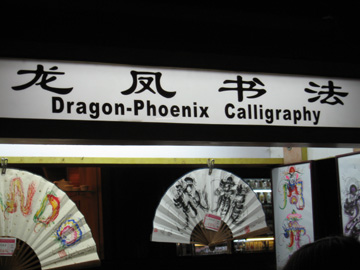 龙凤书法
Dragon-Phoenix Calligraphy